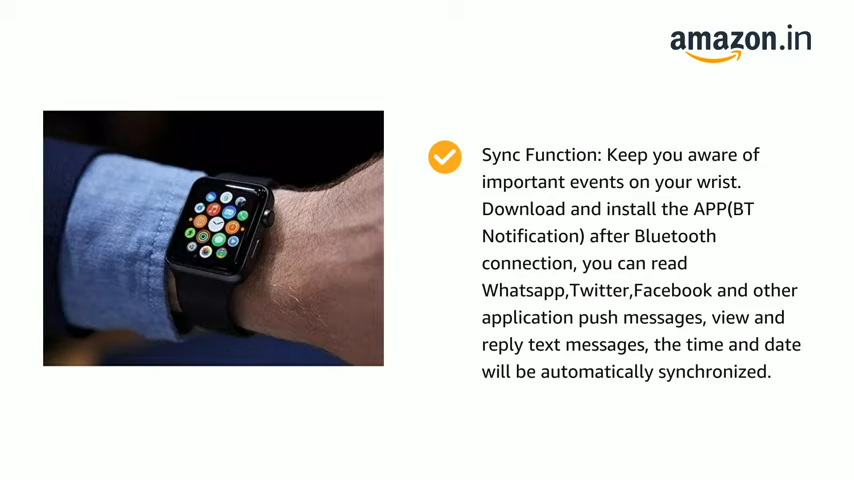 amazon.in
Sync Function: Keep you aware of
important events on your wrist.
Download and install the APP(BT
Notification) after Bluetooth
connection, you can read
Whatsapp,Twitter,Facebook and other
application push messages, view and
reply text messages, the time and date
will be automatically synchronized.